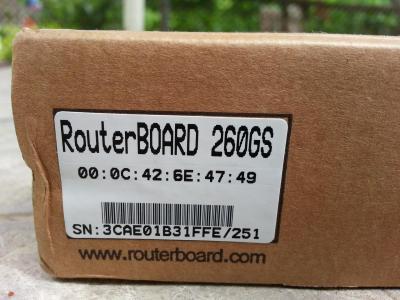 RouterBOARD 260GS
00:0C:42:6E:47:49
SN:3CAE01B31FFE/251
www.routerboard.com